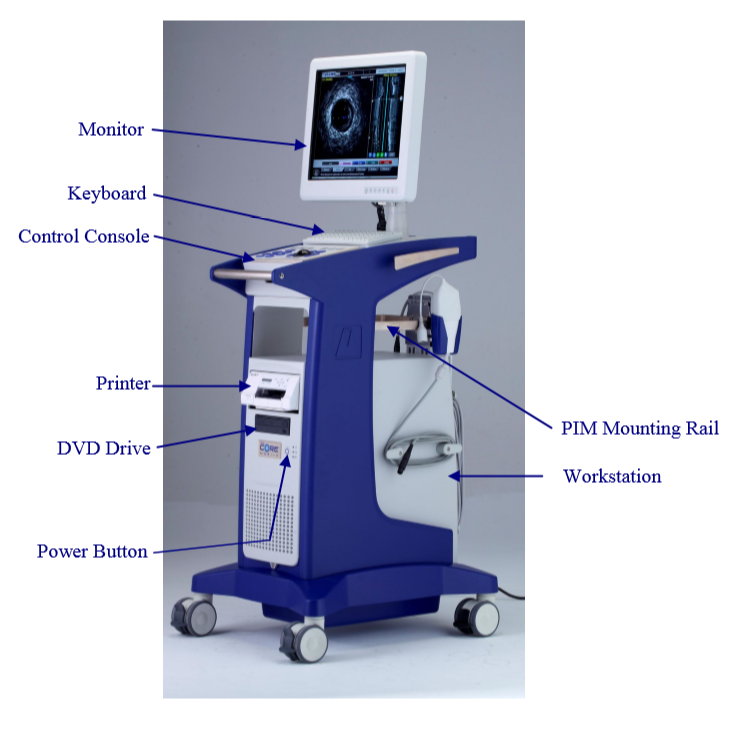 Monitor
Keyboard
Control Console
Printer
DVD Drive
CORE
PIM Mounting Rail
Workstation
Power Button